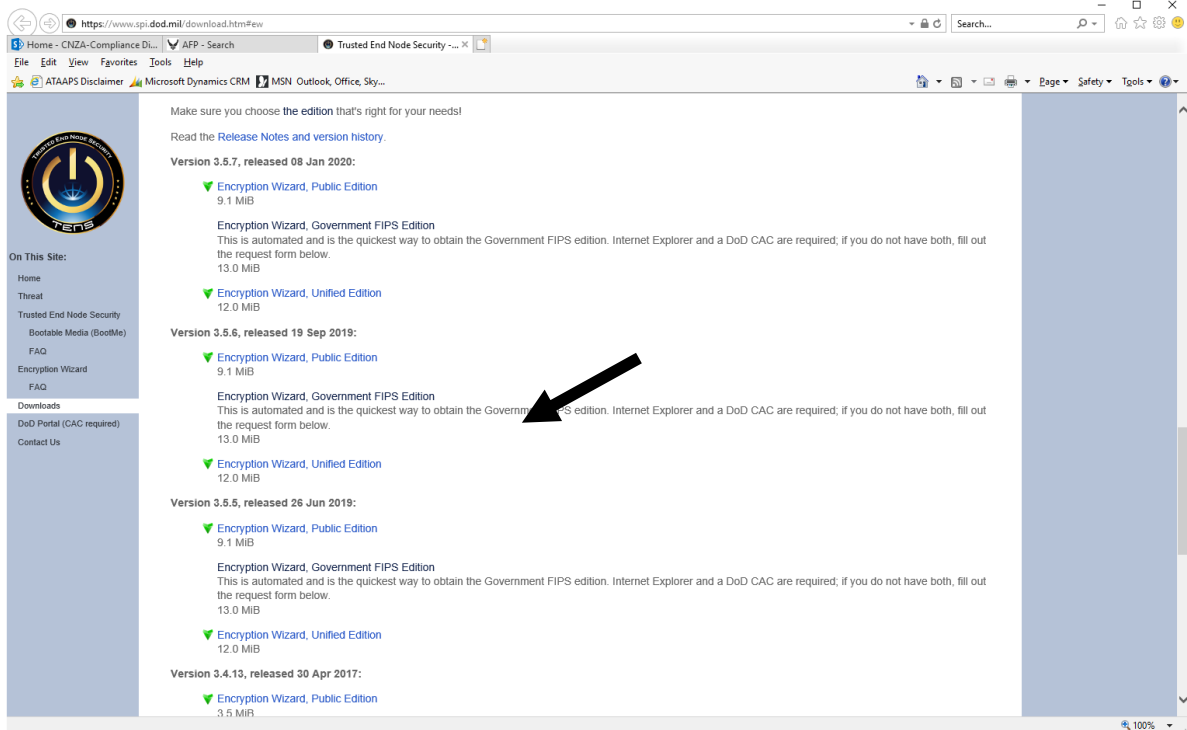 https://www.spi.dod.mil/download.htm#ew
Search...
Home - CNZA-Compliance Di...
AFP - Search
Trusted End Node Security -...
File Edit View Favorites Tools Help
ATAAPS Disclaimer
Microsoft Dynamics CRM
MSN Outlook, Office, Sky...
Page
Safety
Tools
TRUSTED END NODE SECURITY
TENS
On This Site:
Home
Threat
Trusted End Node Security
Bootable Media (BootMe)
FAQ
Encryption Wizard
FAQ
Downloads
DoD Portal (CAC required)
Contact Us
Make sure you choose the edition that's right for your needs!
Read the Release Notes and version history.
Version 3.5.7, released 08 Jan 2020:
Encryption Wizard, Public Edition
9.1 MiB
Encryption Wizard, Government FIPS Edition
This is automated and is the quickest way to obtain the Government FIPS edition. Internet Explorer and a DoD CAC are required; if you do not have both, fill out
the request form below.
13.0 MiB
Encryption Wizard, Unified Edition
12.0 MiB
Version 3.5.6, released 19 Sep 2019:
Encryption Wizard, Public Edition
9.1 MiB
Encryption Wizard, Government FIPS Edition
This is automated and is the quickest way to obtain the edition. Internet Explorer and a DoD CAC are required; if you do not have both, fill out
the request form below.
13.0 MiB
Encryption Wizard, Unified Edition
12.0 MiB
Version 3.5.5, released 26 Jun 2019:
Encryption Wizard, Public Edition
9.1 MiB
Encryption Wizard, Government FIPS Edition
This is automated and is the quickest way to obtain the Government FIPS edition. Internet Explorer and a DoD CAC are required; if you do not have both, fill out
the request form below.
13.0 MiB
Encryption Wizard, Unified Edition
12.0 MiB
Version 3.4.13, released 30 Apr 2017:
Encryption Wizard, Public Edition
3.5 MiB
100%